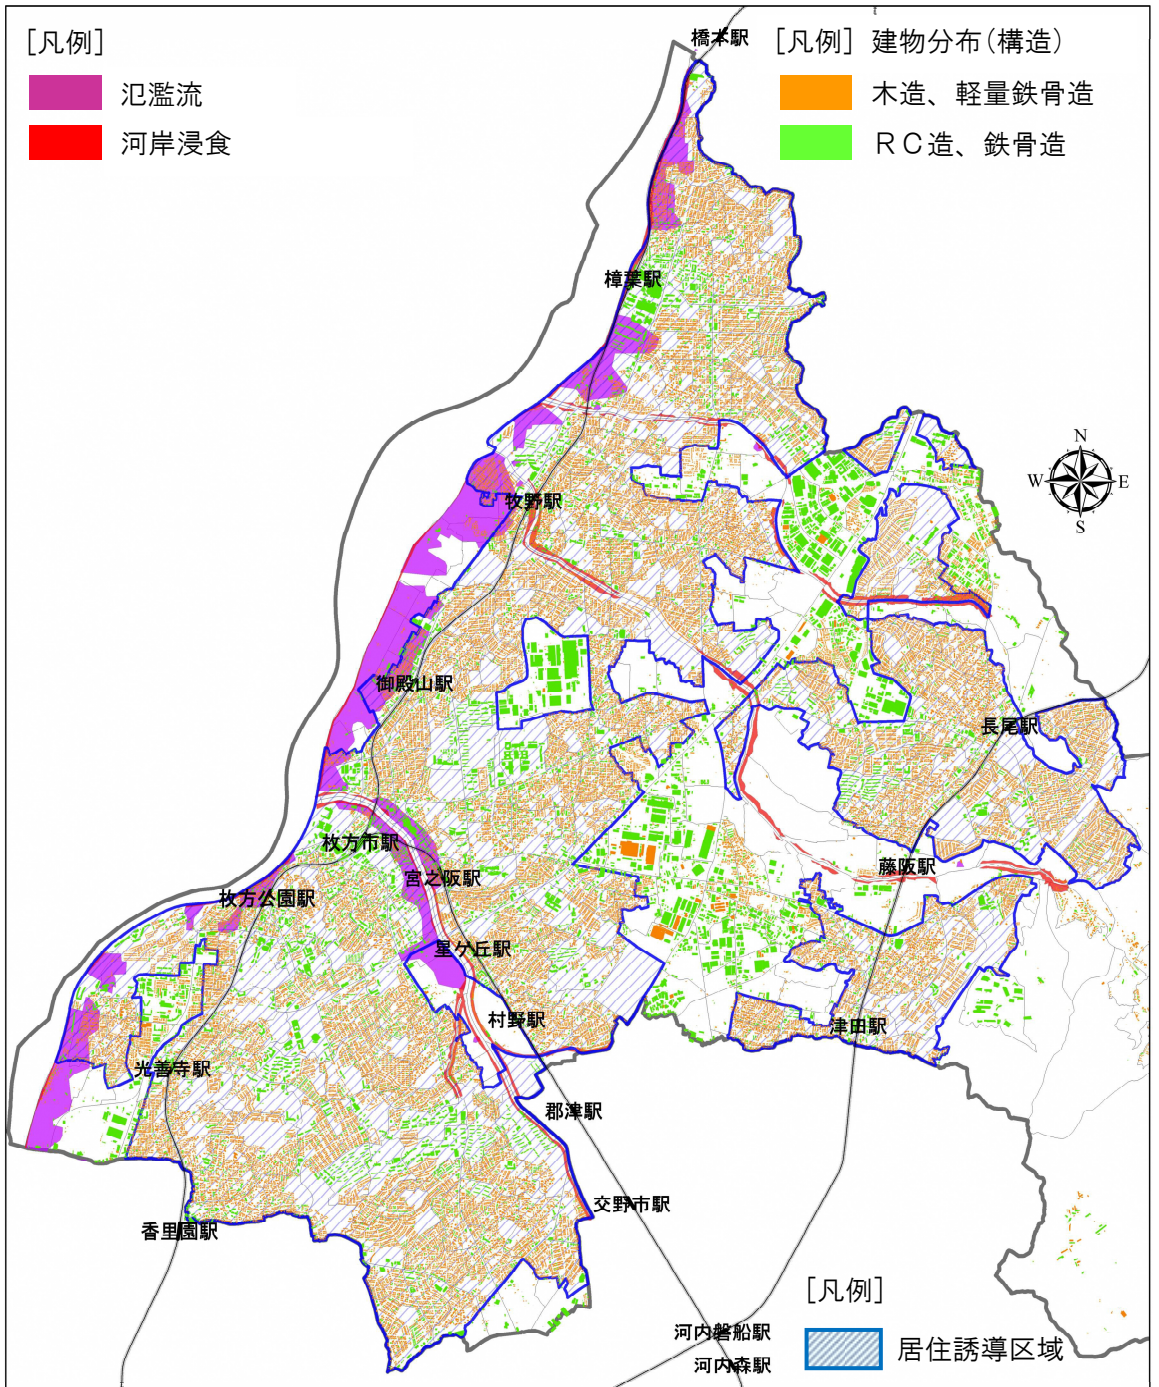 [凡例]
氾濫流
河岸浸食
[凡例] 建物分布(構造)
木造、軽量鉄骨造
ＲＣ造、鉄骨造
橋本駅
樟葉駅
N
W
E
S
牧野駅
御殿山駅
長尾駅
枚方市駅
宮之阪駅
藤阪駅
枚方公園駅
星ケ丘駅
村野駅
津田駅
光善寺駅
郡津駅
交野市駅
香里園駅
[凡例]
居住誘導区域
河内磐船駅
河内森駅